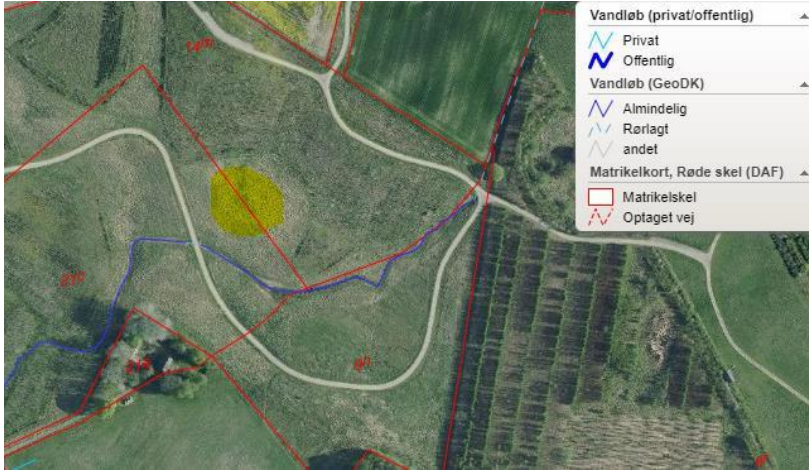 Vandløb (privat/offentlig)
Privat
Offentlig
Vandløb (GeoDK)
Almindelig
Rørlagt
andet
Matrikelkort, Røde skel (DAF)
Matrikelskel
Optaget vej